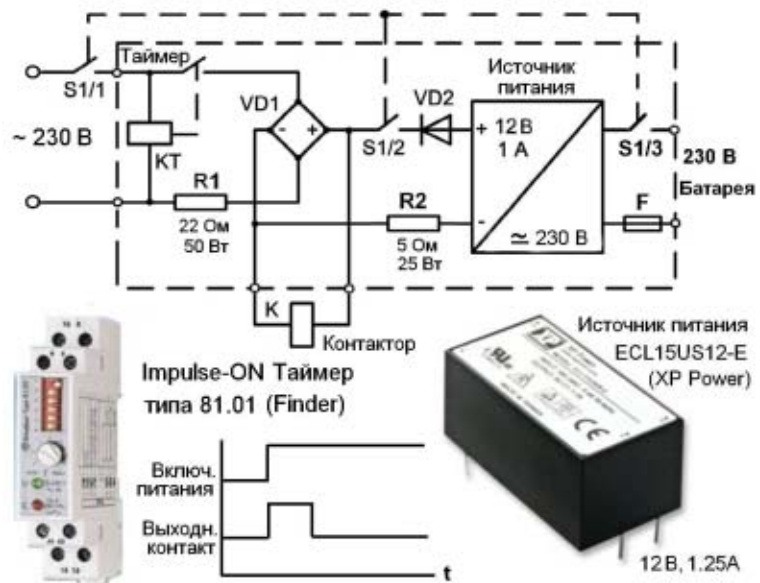 Таймер
S1/1
~ 230 В
KT
VD1
R1
22 Ом
50 Вт
S1/2
VD2
Источник
питания
+ 12 В
1 А
-
≃ 230 В
S1/3
230 В
Батарея
F
R2
5 Ом
25 Вт
- +
K
Контактор
Impulse-ON Таймер
типа 81.01 (Finder)
Источник питания
ECL15US12-E
(XP Power)
Включ.
питания
Выходн.
контакт
t
12 В, 1.25А